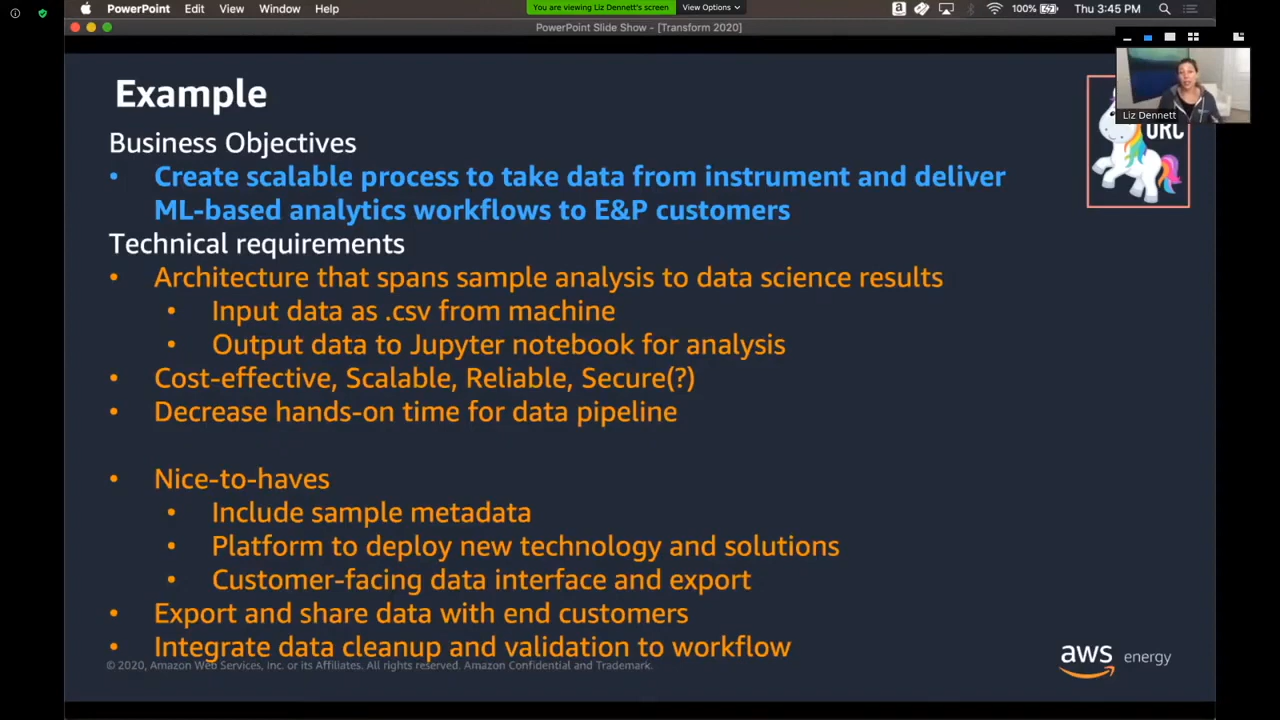 PowerPoint Edit View Window Help
You are viewing Liz Dennett's screen
View Options
100%
Thu 3:45 PM
PowerPoint Slide Show - [Transform 2020]
Example
Liz Dennett
URC
Business Objectives
• Create scalable process to take data from instrument and deliver
ML-based analytics workflows to E&P customers
Technical requirements
• Architecture that spans sample analysis to data science results
• Input data as .csv from machine
• Output data to Jupyter notebook for analysis
• Cost-effective, Scalable, Reliable, Secure(?)
• Decrease hands-on time for data pipeline
• Nice-to-haves
• Include sample metadata
• Platform to deploy new technology and solutions
• Customer-facing data interface and export
• Export and share data with end customers
• Integrate data cleanup and validation to workflow
© 2020, Amazon Web Services, Inc. or its Affiliates. All rights reserved. Amazon Confidential and Trademark.
aws energy